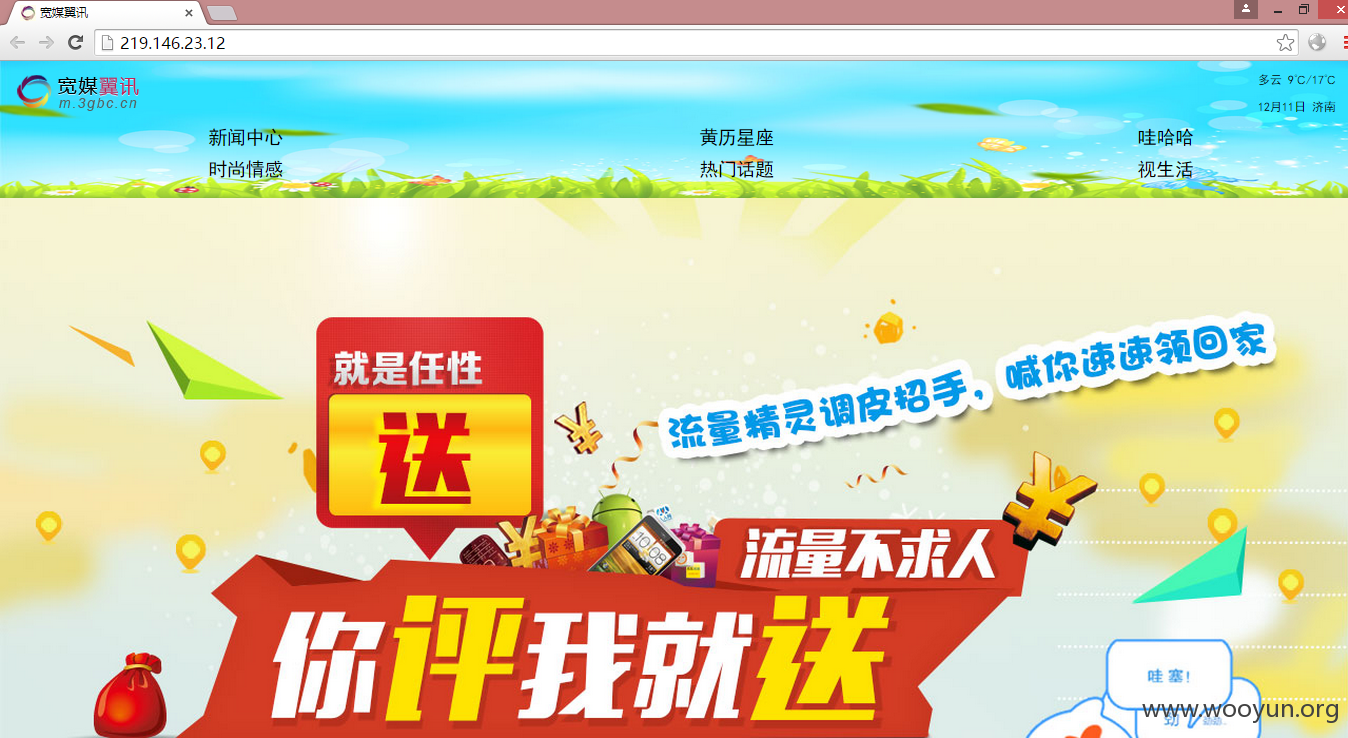 宽媒翼讯
219.146.23.12
宽媒翼讯
m.3gbc.cn
多云 9℃/17℃
12月11日 济南
新闻中心 黄历星座 哇哈哈
时尚情感 热门话题 视生活
就是任性
送
流量精灵调皮招手，喊你速速领回家
10:08
流量不求人
你评我就送
哇塞!
www.wooyun.org